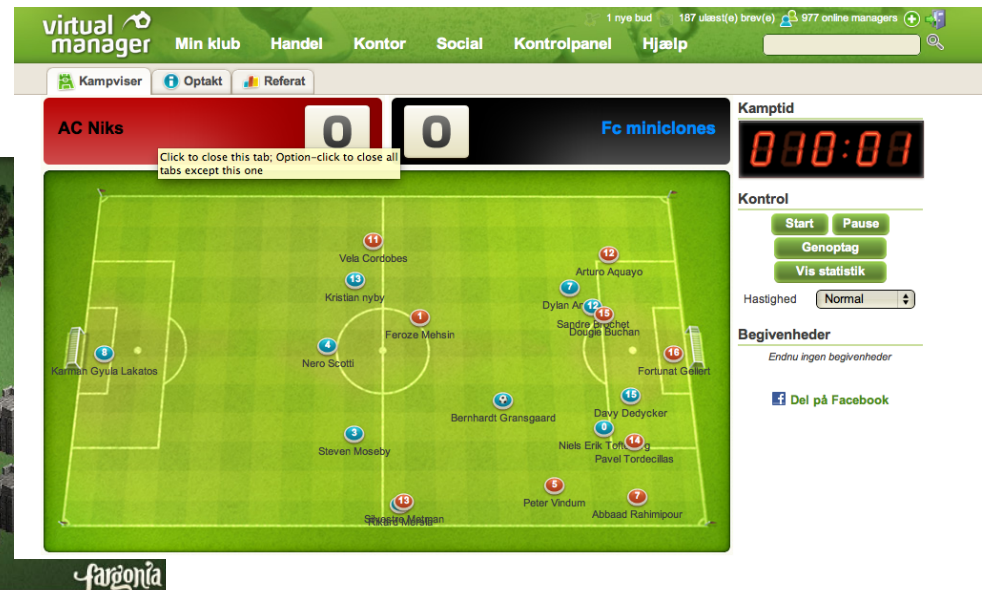 virtual manager
1 nye bud 187 ulæst(e) brev(e) 977 online managers
Min klub Handel Kontor Social Kontrolpanel Hjælp
Kampviser Optakt Referat
AC Niks 0 0 Fc miniclones
Click to close this tab; Option-click to close all
tabs except this one
Kamptid
010:01
Kontrol
Start Pause
Genoptag
Vis statistik
Hastighed Normal
Begivenheder
Endnu ingen begivenheder
Del på Facebook
11
Vela Cordobes
12
Arturo Aquayo
13
Kristian nyby
7
Dylan
12
15
Sandre Brochet
Dougie Buchan
1
Feroze Mehsin
4
Nero Scotti
8
Karman Gyula Lakatos
16
Fortunat Gellert
15
Davy Dedycker
9
Bernhardt Gransgaard
0
14
Niels Erik
Pavel Tordecillas
3
Steven Moseby
5
Peter Vindum
7
Abbaad Rahimipour
13
fargonia